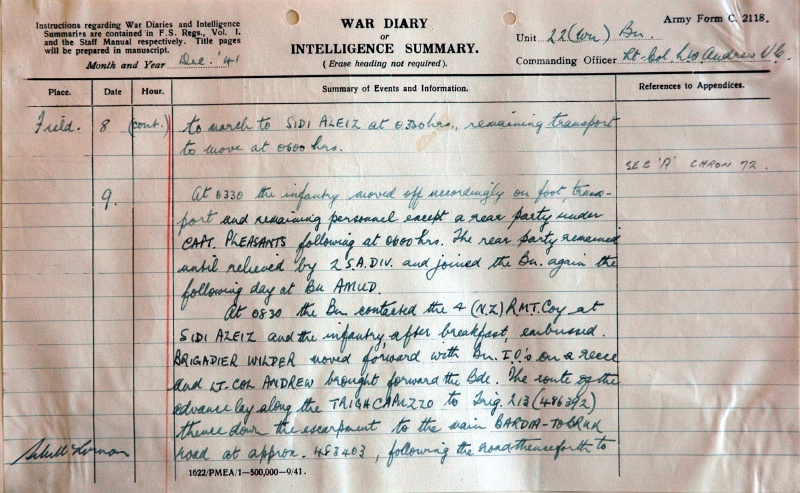 Instructions regarding War Diaries and Intelligence
Summaries are contained in F.S. Regs., Vol. I.
and the Staff Manual respectively. Title pages
will be prepared in manuscript.
Month and Year Dec. '41
WAR DIARY
OR
INTELLIGENCE SUMMARY.
(Erase heading not required).
Army Form C. 2118.
Unit 22 (WN) Bn.
Commanding Officer Lt-Col L.W. Andrew V.C.
Place. Date Hour. Summary of Events and Information. References to Appendices.
Field. 8 (cont.) to march to SIDI AZEIZ at 0330 hrs., remaining transport
to move at 0600 hrs.
SEE 'A' CHRON 72.
9. At 0330 the infantry moved off accordingly on foot, trans-
port and remaining personnel except a rear party under
CAPT. PLEASANTS following at 0600 hrs. The rear party remained
until relieved by 2 S.A. DIV. and joined the Bn. again the
following day at BU AMUD.
At 0830 the Bn contacted the 4 (N.Z) R.M.T. Coy at
SIDI AZEIZ and the infantry, after breakfast, embussed.
BRIGADIER WILDER moved forward with Bn. I.O's on a recce
and LT-COL ANDREW brought forward the Bde. The route of the
advance lay along the TRIGH CAPUZZO to Trig. 213 (486392)
thence down the escarpment to the main BARDIA-TOBRUK
road at approx. 483403, following the road thenceforth to
1622/PMEA/1—500,000—9/41.